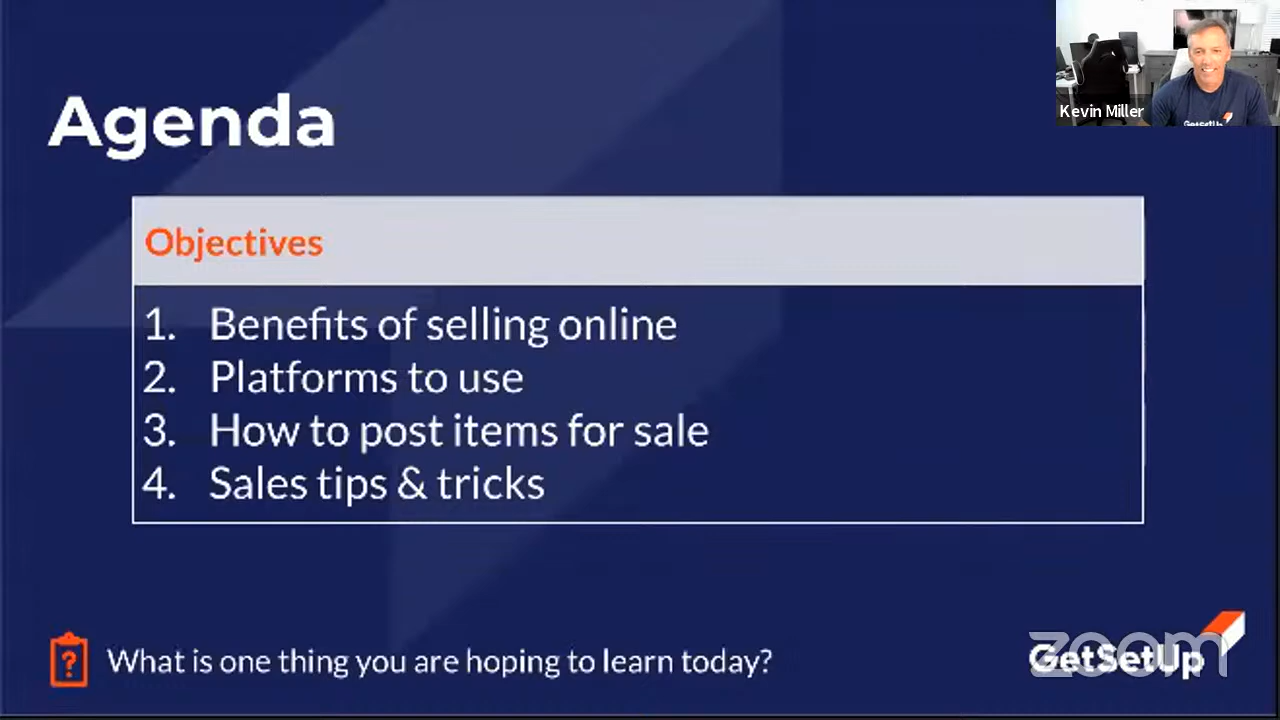 Agenda
Kevin Miller
GetSetUp
Objectives
1. Benefits of selling online
2. Platforms to use
3. How to post items for sale
4. Sales tips & tricks
?
What is one thing you are hoping to learn today?
zoom
GetSetUp